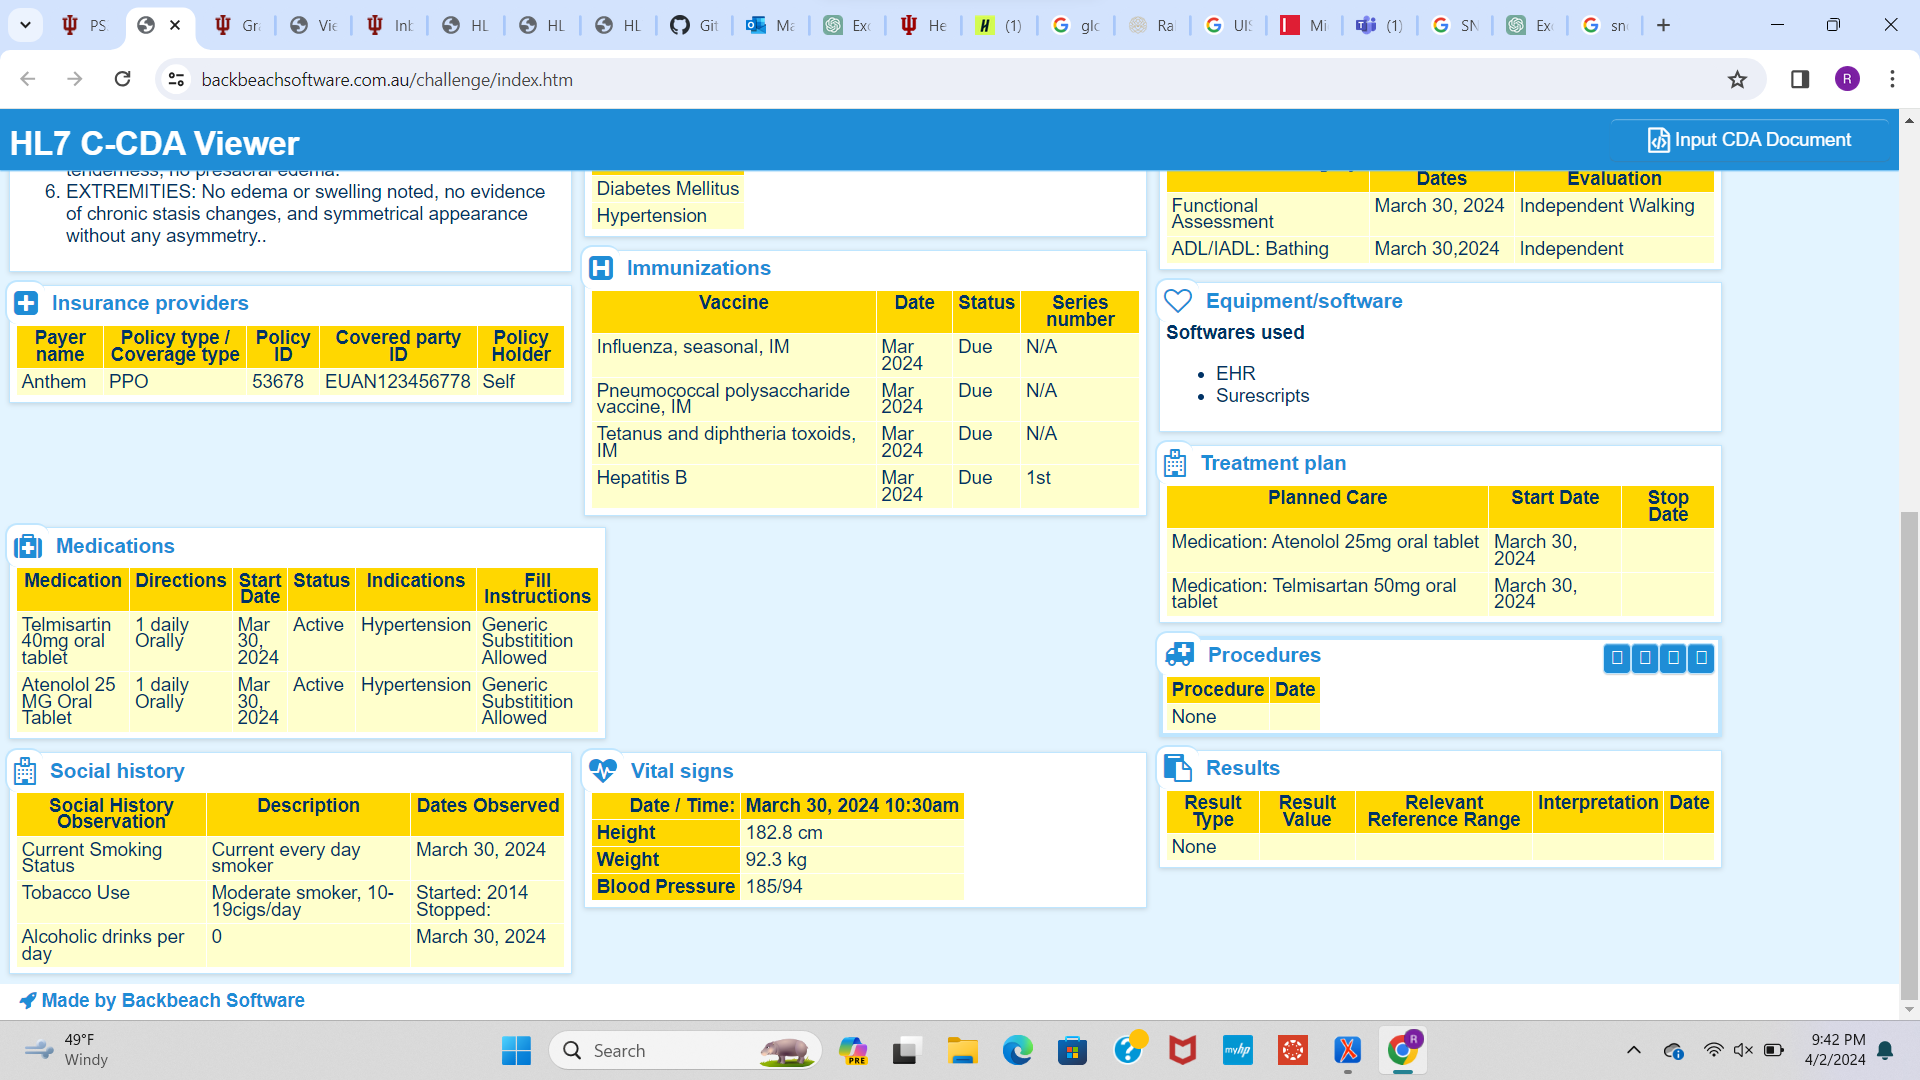 PS
Gra
Vie
Inb
HL
HL
HL
Git
Ma
Exc
He
(1)
glo
Ral
UIS
Mi
(1)
SN
Exc
sno
backbeachsoftware.com.au/challenge/index.htm
R
HL7 C-CDA Viewer
Input CDA Document
tenderness, no presacral edema.
6. EXTREMITIES: No edema or swelling noted, no evidence
of chronic stasis changes, and symmetrical appearance
without any asymmetry..
Insurance providers
Payer name | Policy type / Coverage type | Policy ID | Covered party ID | Policy Holder
Anthem PPO 53678 EUAN123456778 Self
Diabetes Mellitus
Hypertension
Immunizations
Vaccine Date Status Series number
Influenza, seasonal, IM Mar 2024 Due N/A
Pneumococcal polysaccharide vaccine, IM Mar 2024 Due N/A
Tetanus and diphtheria toxoids, IM Mar 2024 Due N/A
Hepatitis B Mar 2024 Due 1st
Dates Evaluation
Functional Assessment March 30, 2024 Independent Walking
ADL/IADL: Bathing March 30,2024 Independent
Equipment/software
Softwares used
• EHR
• Surescripts
Treatment plan
Planned Care Start Date Stop Date
Medication: Atenolol 25mg oral tablet March 30, 2024
Medication: Telmisartan 50mg oral tablet March 30, 2024
Medications
Medication Directions Start Date Status Indications Fill Instructions
Telmisartin 40mg oral tablet 1 daily Orally Mar 30, 2024 Active Hypertension Generic Substitition Allowed
Atenolol 25 MG Oral Tablet 1 daily Orally Mar 30, 2024 Active Hypertension Generic Substitition Allowed
Procedures
Procedure Date
None
Social history
Social History Observation Description Dates Observed
Current Smoking Status Current every day smoker March 30, 2024
Tobacco Use Moderate smoker, 10-19cigs/day Started: 2014 Stopped:
Alcoholic drinks per day 0 March 30, 2024
Vital signs
Date / Time: March 30, 2024 10:30am
Height 182.8 cm
Weight 92.3 kg
Blood Pressure 185/94
Results
Result Type Result Value Relevant Reference Range Interpretation Date
None
Made by Backbeach Software
49°F
Windy
Search
PRE
myhp
R
9:42 PM
4/2/2024